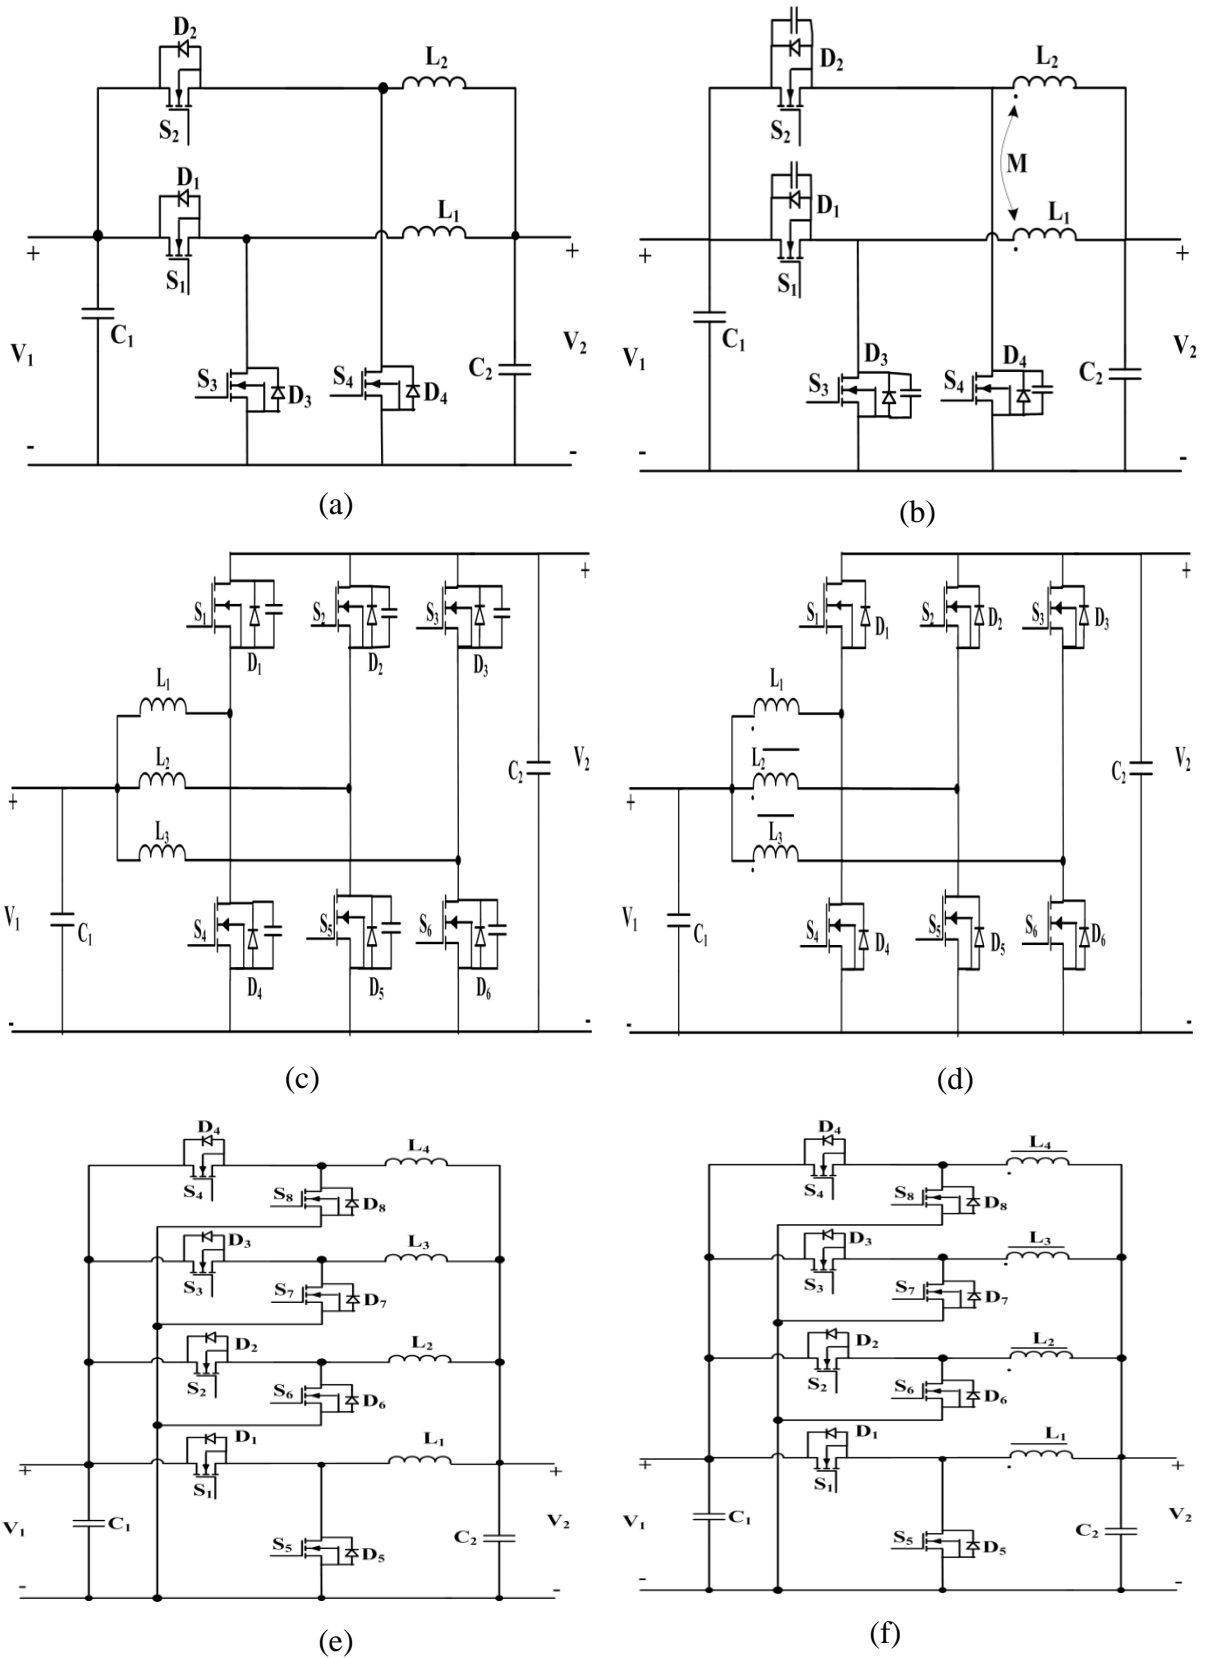 D₂
L₂
S₂
D₁
L₁
S₁
+
+
C₁
V₁
V₂
S₃
D₃
S₄
D₄
C₂
-
-
(a)
D₂
L₂
S₂
M
D₁
L₁
S₁
+
+
C₁
V₁
V₂
D₃
D₄
S₃
S₄
C₂
-
-
(b)
+
S₁
S₂
S₃
D₁
D₂
D₃
L₁
L₂
C₂
V₂
+
L₃
V₁
C₁
S₄
S₅
S₆
D₄
D₅
D₆
-
-
(c)
+
S₁
D₁
S₂
D₂
S₃
D₃
L₁
L₂
C₂
V₂
+
L₃
V₁
C₁
S₄
D₄
S₅
D₅
S₆
D₆
-
-
(d)
D₄
L₄
S₄
S₈
D₈
D₃
L₃
S₃
S₇
D₇
D₂
L₂
S₂
S₆
D₆
D₁
L₁
+
+
S₁
V₁
C₁
V₂
S₅
D₅
C₂
-
-
(e)
D₄
L₄
S₄
S₈
D₈
D₃
L₃
S₃
S₇
D₇
D₂
L₂
S₂
S₆
D₆
D₁
L₁
+
+
S₁
V₁
C₁
V₂
S₅
D₅
C₂
-
-
(f)